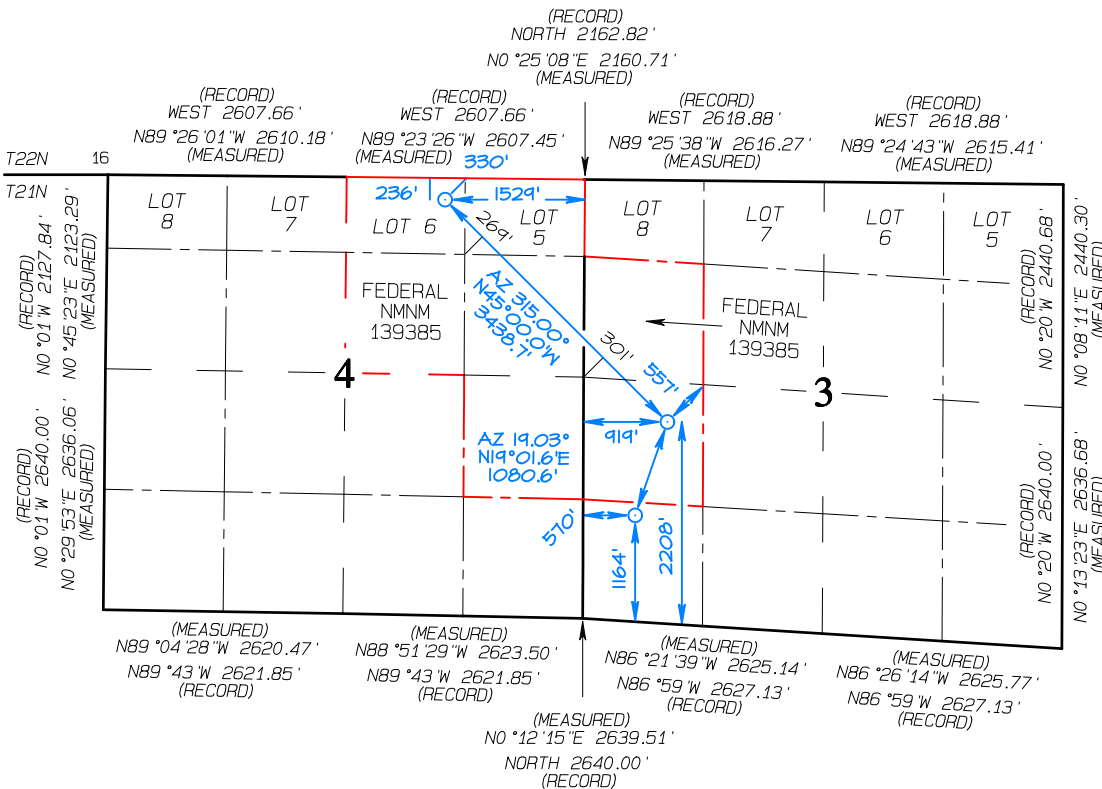 (RECORD)
NORTH 2162.82'
N0°25'08"E 2160.71'
(MEASURED)
(RECORD)
WEST 2607.66'
N89°26'01"W 2610.18'
(MEASURED)
(RECORD)
WEST 2607.66
N89°23'26"W 2607.45'
(MEASURED)
(RECORD)
WEST 2618.88'
N89°25'38"W 2616.27'
(MEASURED)
(RECORD)
WEST 2618.88'
N89°24'43"W 2615.41'
(MEASURED)
T22N 16
T21N
330'
236'
1529'
LOT
8
LOT
7
LOT 6
LOT
5
LOT
8
LOT
7
LOT
6
LOT
5
(RECORD)
N0°01'W 2127.84'
N0°45'23"E 2123.29'
(MEASURED)
269'
FEDERAL
NMNM
139385
AZ 315.00°
N45°00.0'W
3438.7'
301'
FEDERAL
NMNM
139385
(RECORD)
N0°20'W 2440.68'
N0°08'11"E 2440.30'
(MEASURED)
4
3
557'
919'
AZ 19.03°
N19°01.6'E
1080.6'
570'
1164'
2208'
(RECORD)
N0°01'W 2640.00'
N0°29'53"E 2636.06'
(MEASURED)
(RECORD)
N0°20'W 2640.00'
N0°13'23"E 2636.68'
(MEASURED)
(MEASURED)
N89°04'28"W 2620.47'
N89°43'W 2621.85'
(RECORD)
(MEASURED)
N88°51'29"W 2623.50'
N89°43'W 2621.85'
(RECORD)
(MEASURED)
N86°21'39"W 2625.14'
N86°59'W 2627.13'
(RECORD)
(MEASURED)
N86°26'14"W 2625.77'
N86°59'W 2627.13'
(RECORD)
(MEASURED)
N0°12'15"E 2639.51'
NORTH 2640.00'
(RECORD)